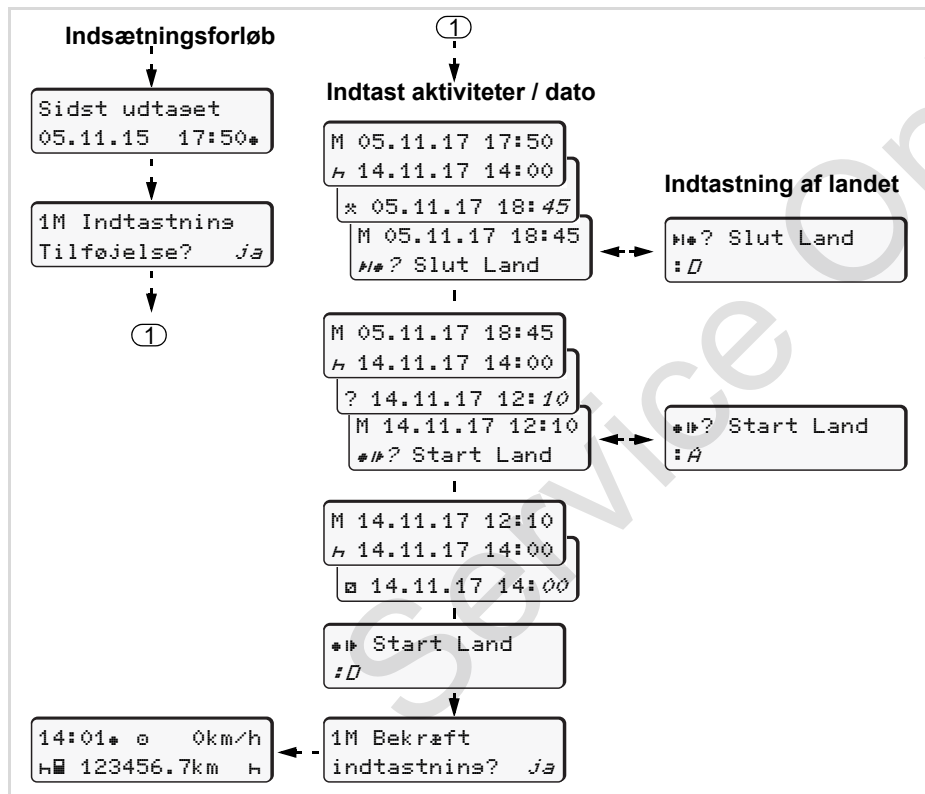 Indsætningsforløb
Sidst udtaget
05.11.15 17:50
1M Indtastning
Tilføjelse? ja
1
1
Indtast aktiviteter / dato
M 05.11.17 17:50
14.11.17 14:00
05.11.17 18:45
M 05.11.17 18:45
? Slut Land
Indtastning af landet
? Slut Land
:D
M 05.11.17 18:45
14.11.17 14:00
? 14.11.17 12:10
M 14.11.17 12:10
? Start Land
? Start Land
:A
M 14.11.17 12:10
14.11.17 14:00
14.11.17 14:00
Start Land
:D
1M Bekræft
indtastning? ja
14:01 0km/h
123456.7km
Service On